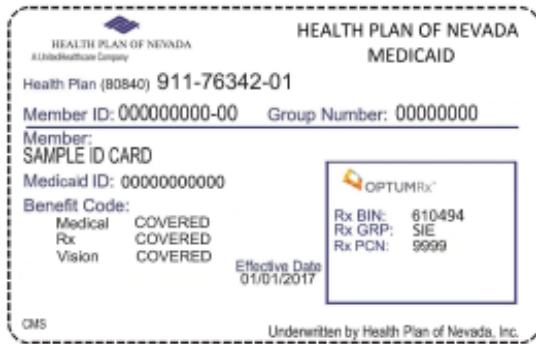 HEALTH PLAN OF NEVADA
A UnitedHealthcare Company
HEALTH PLAN OF NEVADA
MEDICAID
Health Plan (80840) 911-76342-01
Member ID: 000000000-00 Group Number: 00000000
Member:
SAMPLE ID CARD
Medicaid ID: 00000000000
Benefit Code:
Medical COVERED
Rx COVERED
Vision COVERED
Effective Date
01/01/2017
OPTUMRx™
Rx BIN: 610494
Rx GRP: SIE
Rx PCN: 9999
CMS
Underwritten by Health Plan of Nevada, Inc.